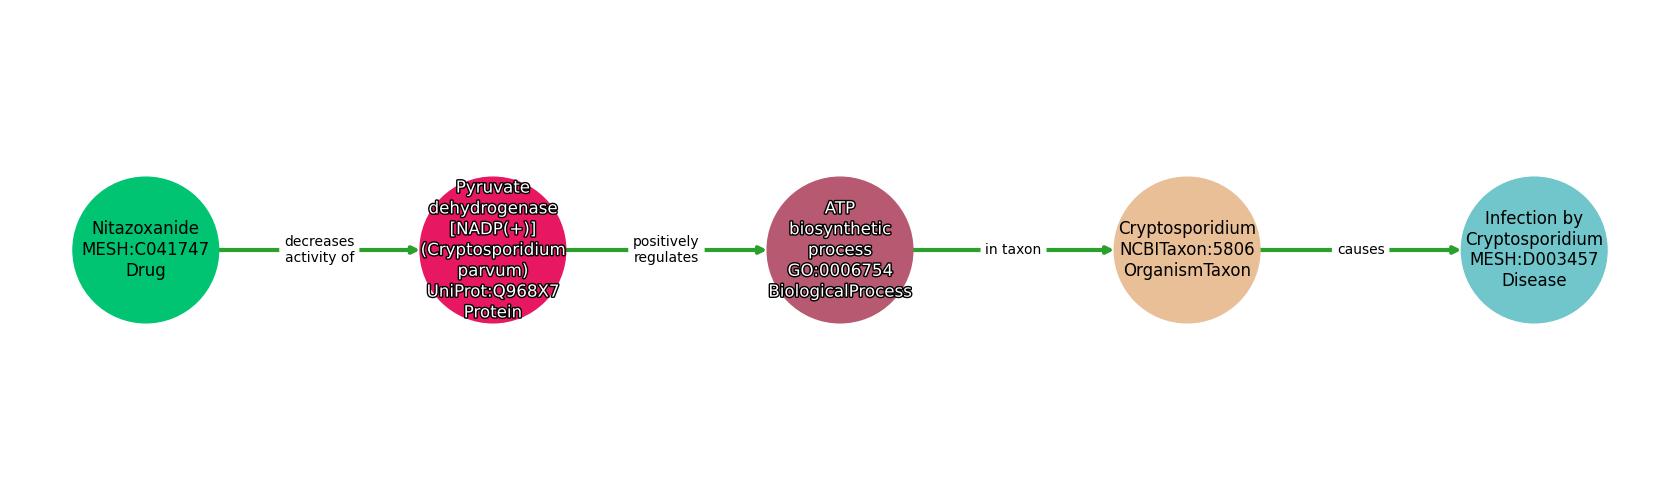 Nitazoxanide
MESH:C041747
Drug
decreases
activity of
Pyruvate
dehydrogenase
[NADP(+)]
(Cryptosporidium
parvum)
UniProt:Q968X7
Protein
positively
regulates
ATP
biosynthetic
process
GO:0006754
BiologicalProcess
in taxon
Cryptosporidium
NCBITaxon:5806
OrganismTaxon
causes
Infection by
Cryptosporidium
MESH:D003457
Disease